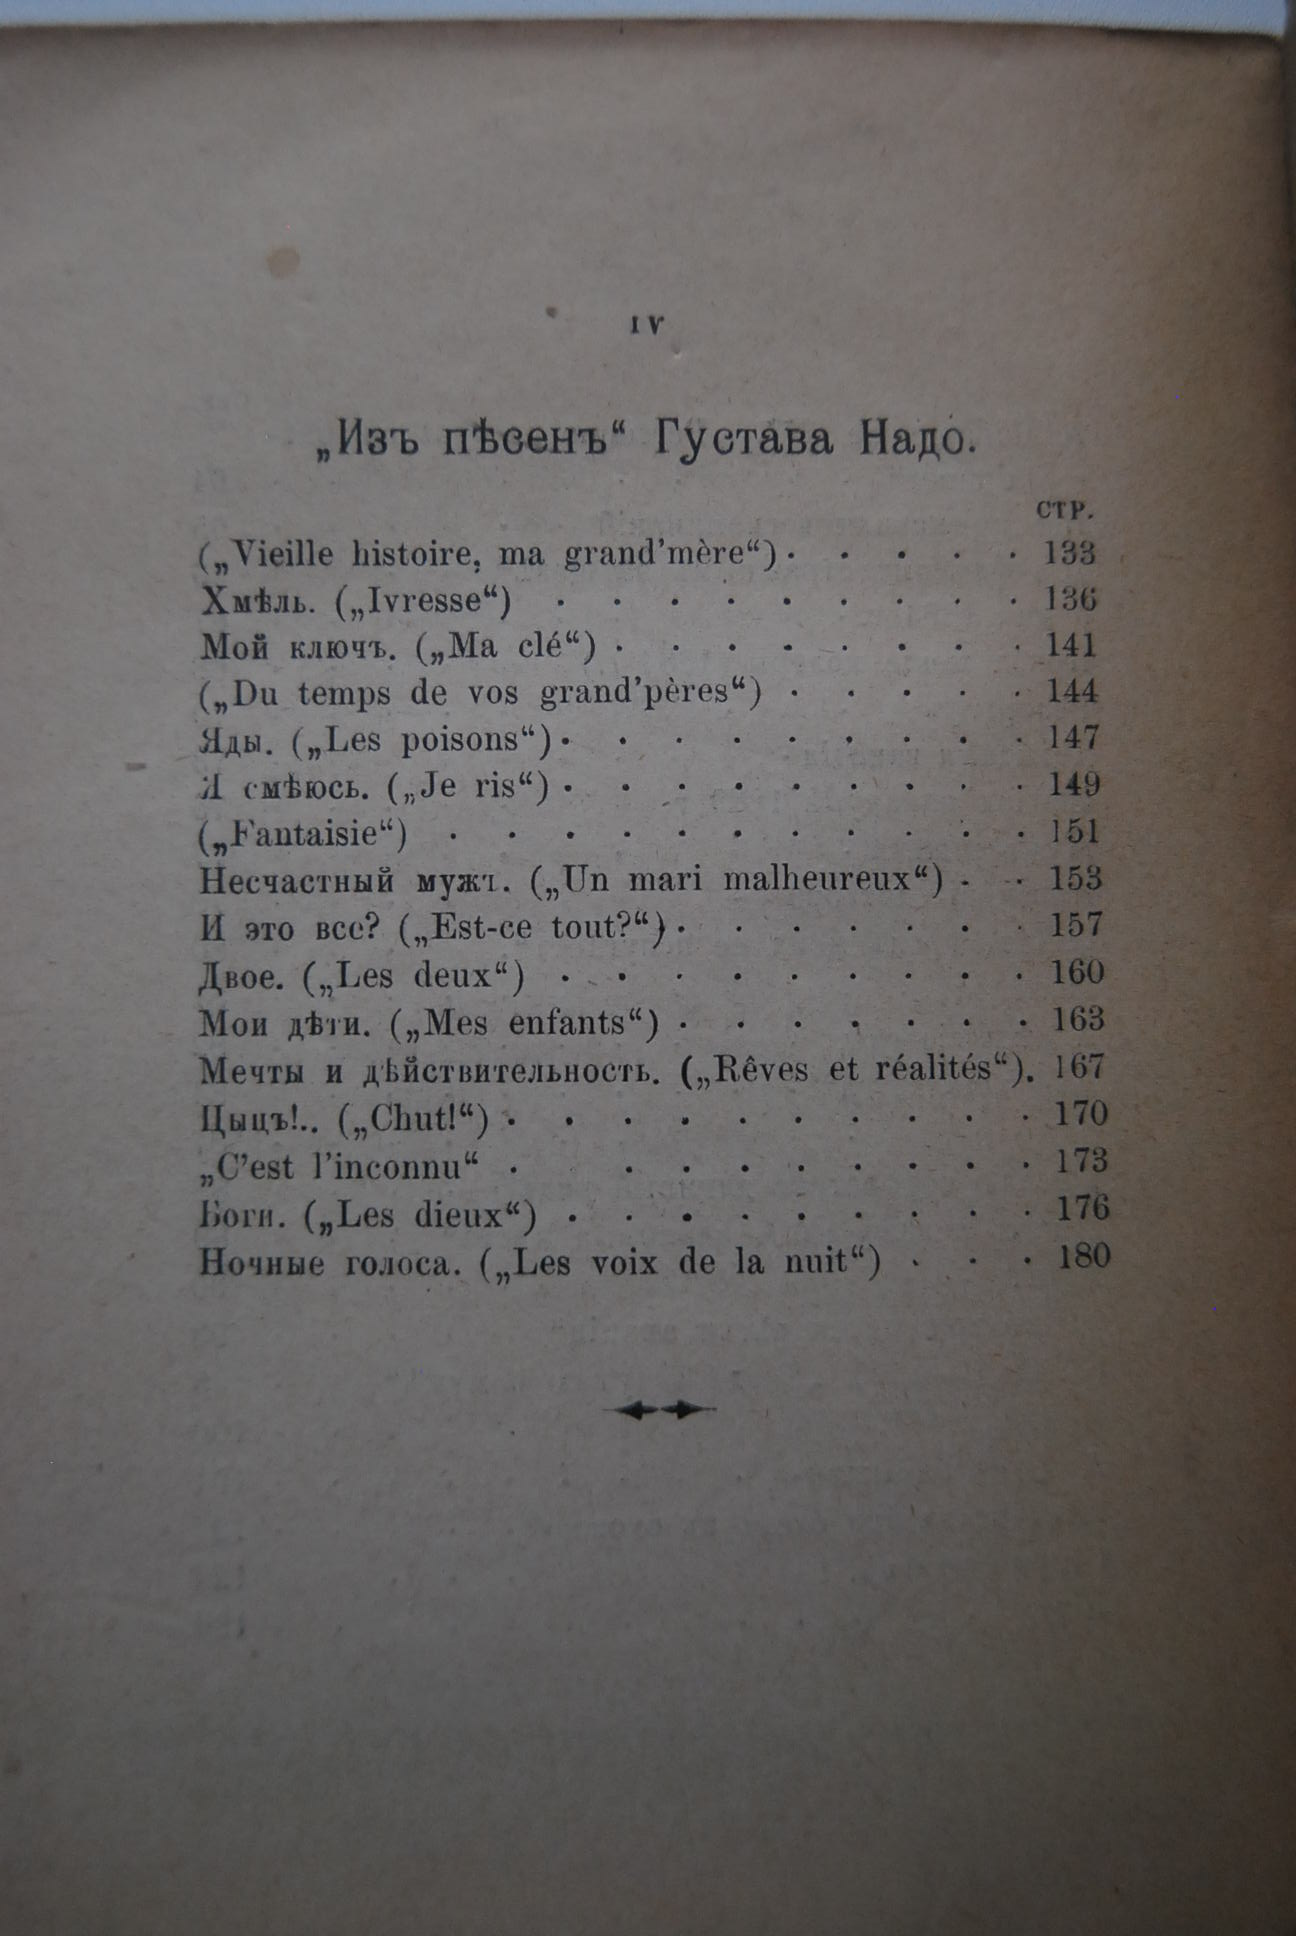 IV
„Изъ пѣсенъ“ Густава Надо.
СТР.
(„Vieille histoire, ma grand’mère“) · · · · · 133
Хмѣль. („Ivresse“) · · · · · · · · · 136
Мой ключъ. („Ma clé“) · · · · · · · · 141
(„Du temps de vos grand’pères“) · · · · · 144
Яды. („Les poisons“) · · · · · · · · · 147
Я смѣюсь. („Je ris“) · · · · · · · · · 149
(„Fantaisie“) · · · · · · · · · · · 151
Несчастный мужъ. („Un mari malheureux“) · · 153
И это все? („Est-ce tout?“) · · · · · · · 157
Двое. („Les deux“) · · · · · · · · · 160
Мои дѣти. („Mes enfants“) · · · · · · · 163
Мечты и дѣйствительность. („Rêves et réalités“). 167
Цыцъ!.. („Chut!“) · · · · · · · · · · 170
„C’est l’inconnu“ · · · · · · · · · 173
Боги. („Les dieux“) · · · · · · · · · 176
Ночные голоса. („Les voix de la nuit“) · · · 180